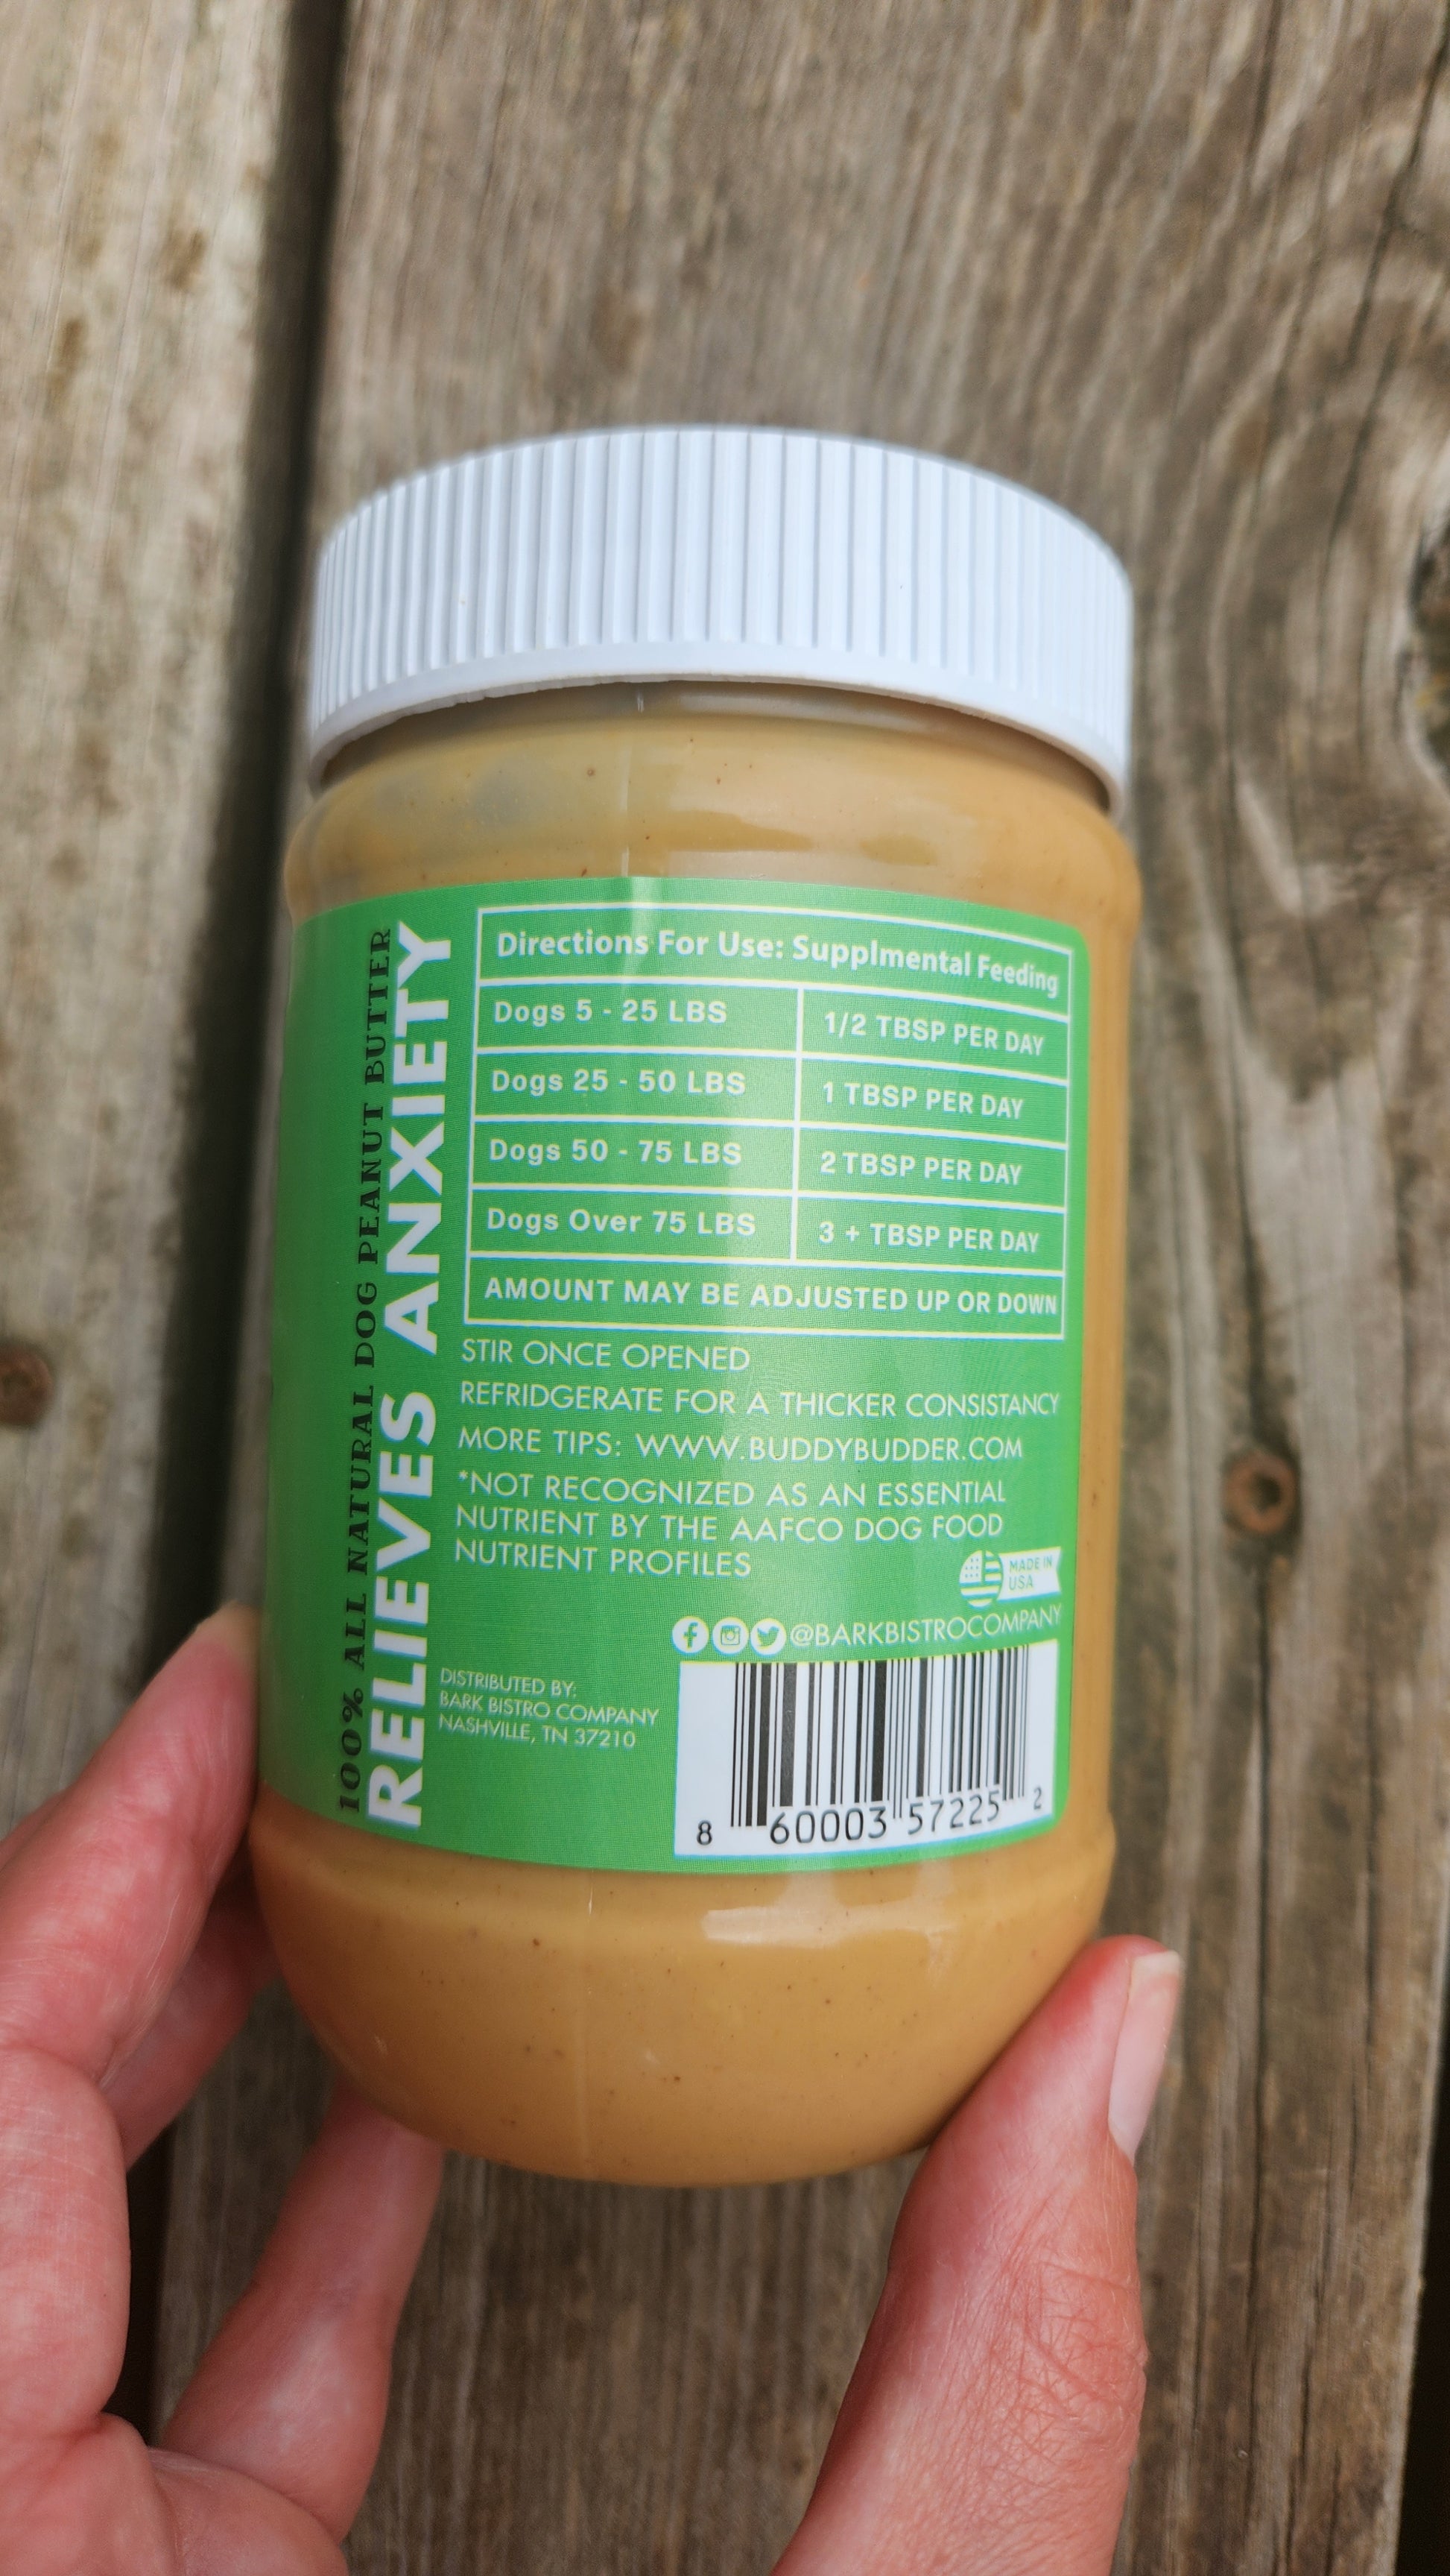 100% ALL NATURAL DOG PEANUT BUTTER
RELIEVES ANXIETY
Directions For Use: Supplmental Feeding
Dogs 5 - 25 LBS 1/2 TBSP PER DAY
Dogs 25 - 50 LBS 1 TBSP PER DAY
Dogs 50 - 75 LBS 2 TBSP PER DAY
Dogs Over 75 LBS 3 + TBSP PER DAY
AMOUNT MAY BE ADJUSTED UP OR DOWN
STIR ONCE OPENED
REFRIDGERATE FOR A THICKER CONSISTANCY
MORE TIPS: WWW.BUDDYBUDDER.COM
*NOT RECOGNIZED AS AN ESSENTIAL
NUTRIENT BY THE AAFCO DOG FOOD
NUTRIENT PROFILES
MADE IN
USA
@BARKBISTROCOMPANY
DISTRIBUTED BY:
BARK BISTRO COMPANY
NASHVILLE, TN 37210
8 60003 57225 2